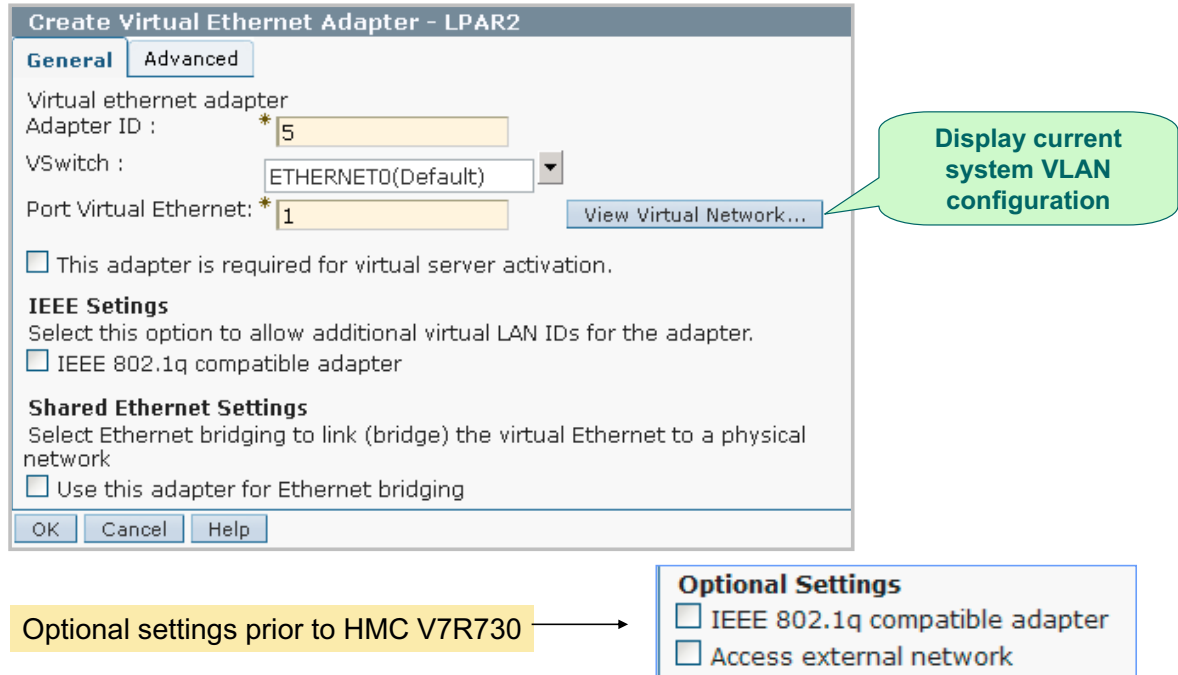 Create Virtual Ethernet Adapter - LPAR2
General Advanced
Virtual ethernet adapter
Adapter ID : * 5
VSwitch : ETHERNET0(Default)
Port Virtual Ethernet: * 1 View Virtual Network...
This adapter is required for virtual server activation.
IEEE Setings
Select this option to allow additional virtual LAN IDs for the adapter.
IEEE 802.1q compatible adapter
Shared Ethernet Settings
Select Ethernet bridging to link (bridge) the virtual Ethernet to a physical
network
Use this adapter for Ethernet bridging
OK Cancel Help
Display current
system VLAN
configuration
Optional settings prior to HMC V7R730
Optional Settings
IEEE 802.1q compatible adapter
Access external network